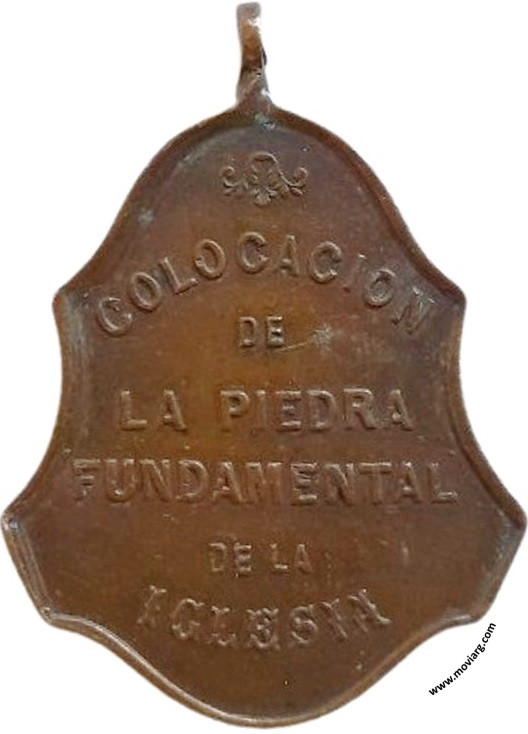 COLOCACION
DE
LA PIEDRA
FUNDAMENTAL
DE LA
IGLESIA
www.moviarg.com